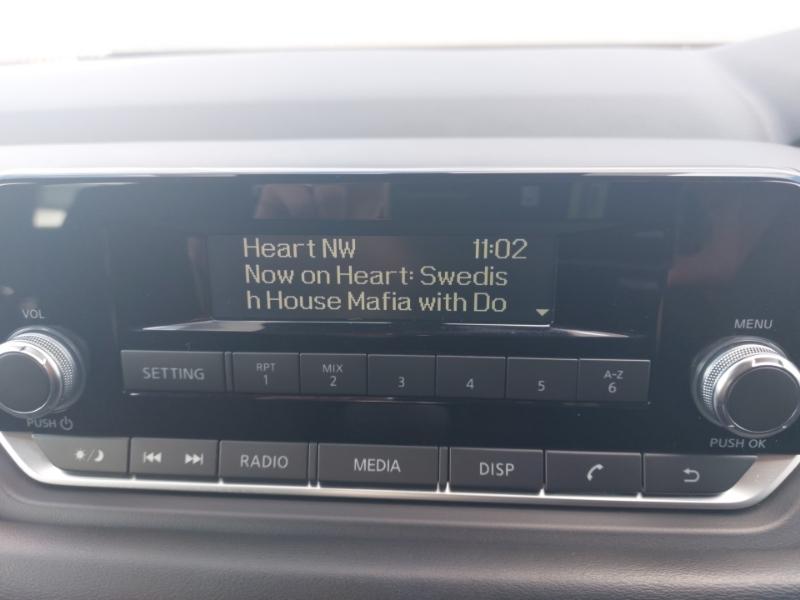 Heart NW 11:02
Now on Heart: Swedis
h House Mafia with Do
VOL
MENU
SETTING
RPT
1
MIX
2
3
4
5
A-Z
6
PUSH
PUSH OK
RADIO
MEDIA
DISP